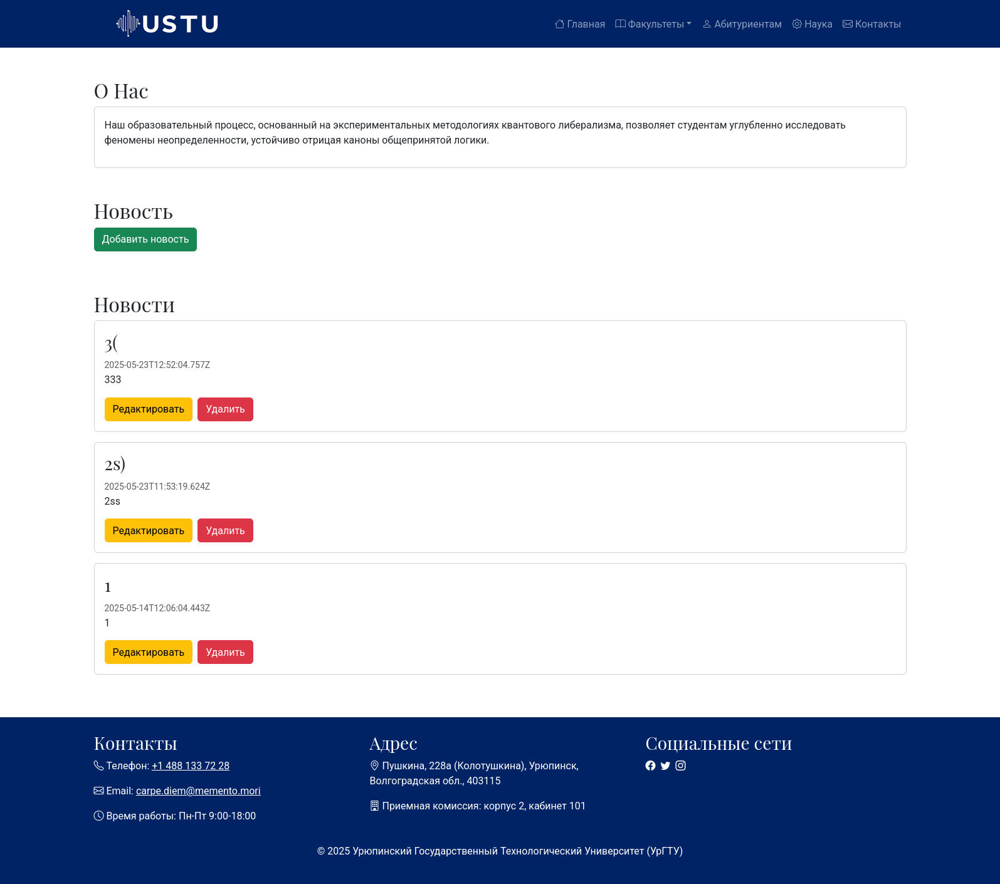 USTU
Главная
Факультеты
Абитуриентам
Наука
Контакты
О Нас
Наш образовательный процесс, основанный на экспериментальных методологиях квантового либерализма, позволяет студентам углубленно исследовать
феномены неопределенности, устойчиво отрицая каноны общепринятой логики.
Новость
Добавить новость
Новости
3(
2025-05-23T12:52:04.757Z
333
Редактировать Удалить
2s)
2025-05-23T11:53:19.624Z
2ss
Редактировать Удалить
1
2025-05-14T12:06:04.443Z
1
Редактировать Удалить
Контакты
Телефон: +1 488 133 72 28
Email: carpe.diem@memento.mori
Время работы: Пн-Пт 9:00-18:00
Адрес
Пушкина, 228а (Колотушкина), Урюпинск,
Волгоградская обл., 403115
Приемная комиссия: корпус 2, кабинет 101
Социальные сети
© 2025 Урюпинский Государственный Технологический Университет (УрГТУ)